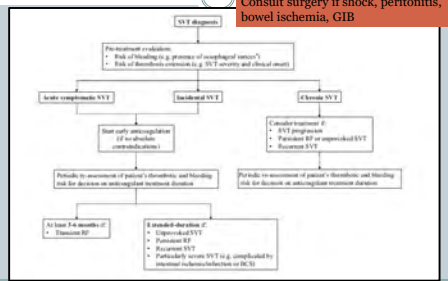 Consult surgery if shock, peritonitis,
bowel ischemia, GIB
SVT diagnosis
Pre-treatment evaluation:
• Risk of bleeding (e.g. presence of esophageal varices*)
• Risk of thrombosis extension (e.g. SVT severity and clinical onset)
Acute symptomatic SVT
Incidental SVT
Chronic SVT
Start early anticoagulation
(if no absolute
contraindications)
Consider treatment if:
• SVT progression
• Persistent RF or unprovoked SVT
• Recurrent SVT
Periodic re-assessment of patient's thrombotic and bleeding
risk for decision on anticoagulant treatment duration
Periodic re-assessment of patient's thrombotic and bleeding
risk for decision on anticoagulant treatment duration
At least 3-6 months if:
• Transient RF
Extended-duration if:
• Unprovoked SVT
• Persistent RF
• Recurrent SVT
• Particularly severe SVT (e.g. complicated by
intestinal ischemia/infarction or BCS)